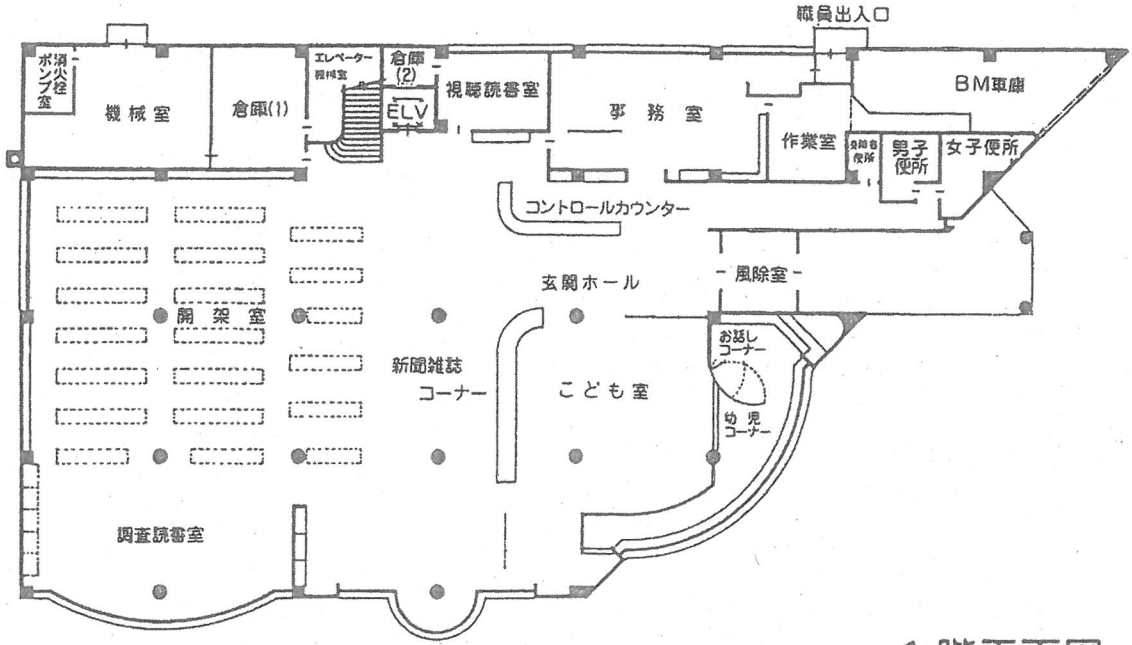 職員出入口
消火栓
ポンプ室
機械室
倉庫(1)
エレベーター
機械室
倉庫
(2)
ELV
視聴読書室
事務室
作業室
BM車庫
身障者
便所
男子
便所
女子便所
コントロールカウンター
玄関ホール
風除室
開架室
新聞雑誌
コーナー
こども室
お話し
コーナー
幼児
コーナー
調査読書室